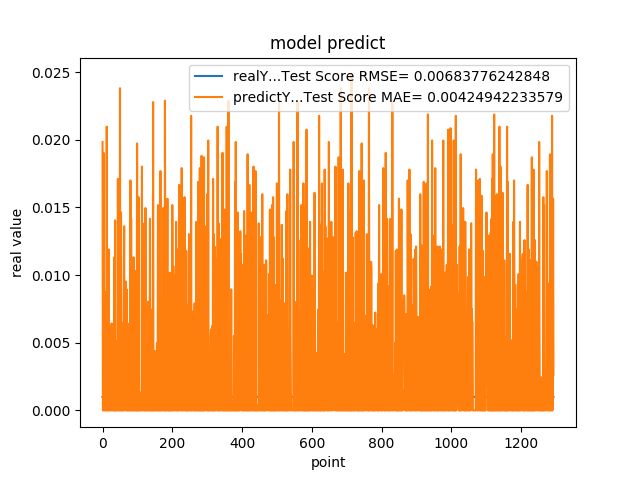 model predict
realY...Test Score RMSE= 0.00683776242848
predictY...Test Score MAE= 0.00424942233579
0.025
0.020
0.015
0.010
0.005
0.000
real value
0 200 400 600 800 1000 1200
point